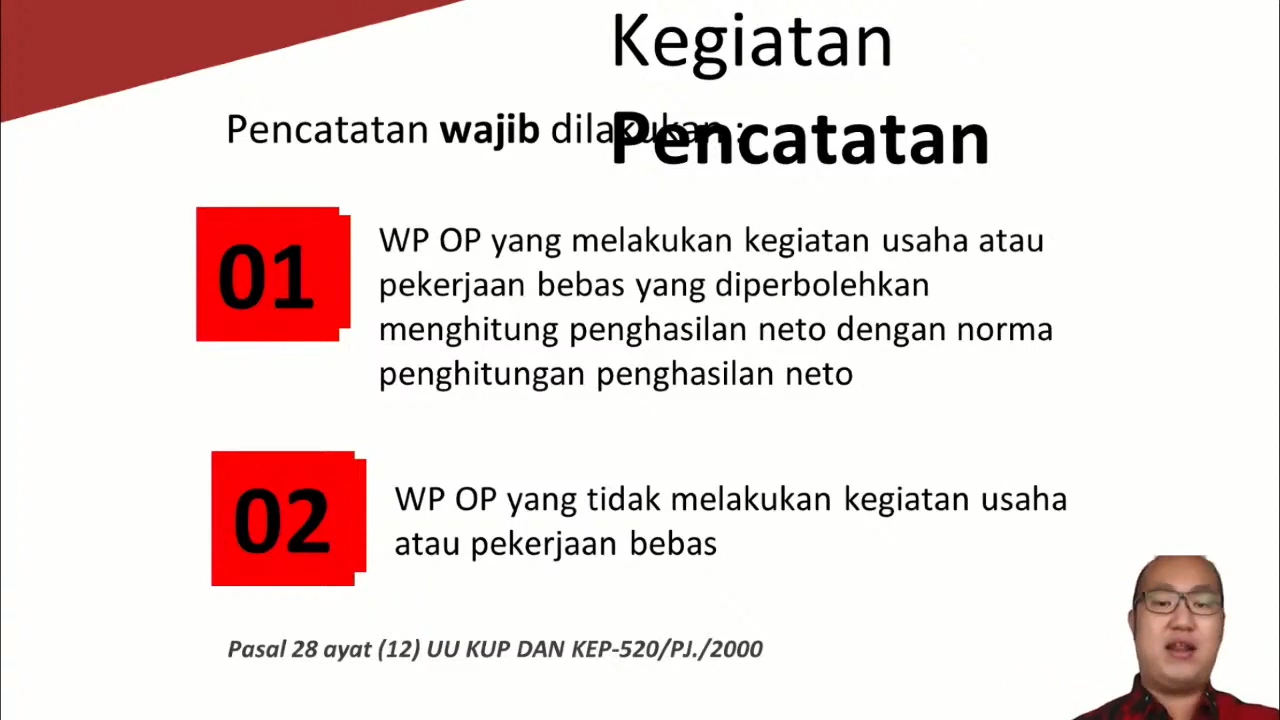 Kegiatan
Pencatatan
Pencatatan wajib dilakukan :
01
WP OP yang melakukan kegiatan usaha atau
pekerjaan bebas yang diperbolehkan
menghitung penghasilan neto dengan norma
penghitungan penghasilan neto
02
WP OP yang tidak melakukan kegiatan usaha
atau pekerjaan bebas
Pasal 28 ayat (12) UU KUP DAN KEP-520/PJ./2000